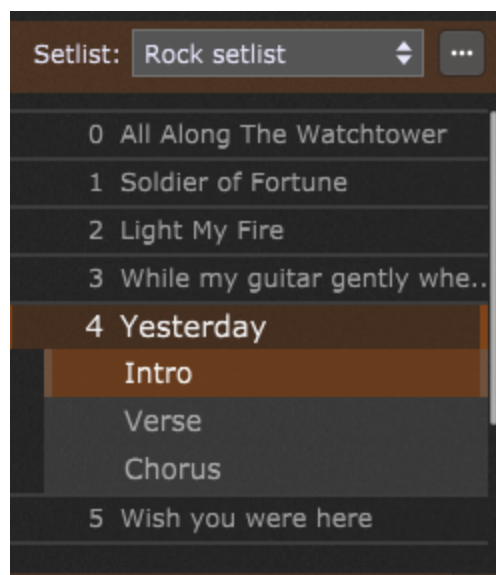 Setlist: Rock setlist ...
0 All Along The Watchtower
1 Soldier of Fortune
2 Light My Fire
3 While my guitar gently whe..
4 Yesterday
Intro
Verse
Chorus
5 Wish you were here